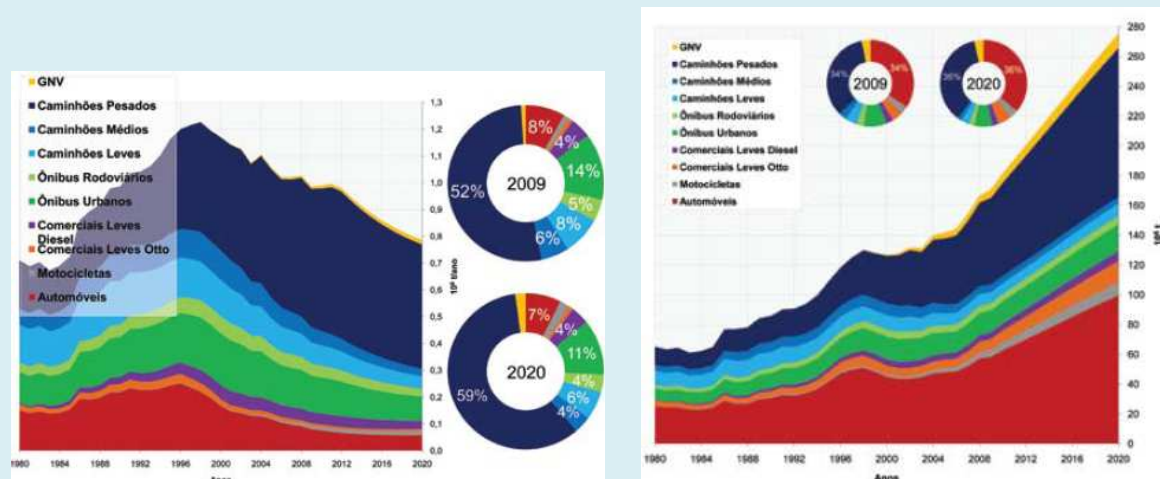 GNV
Caminhões Pesados
Caminhões Médios
Caminhões Leves
Ônibus Rodoviários
Ônibus Urbanos
Comerciais Leves
Diesel
Comerciais Leves Otto
Motocicletas
Automóveis
1,3
1,2
1,1
1,0
0,9
0,8
0,7
0,6
0,5
0,4
0,3
0,2
0,1
0,0
10⁶ t/ano
1980 1984 1988 1992 1996 2000 2004 2008 2012 2016 2020
8%
4%
14%
5%
8%
6%
52%
2009
7%
4%
11%
4%
6%
4%
59%
2020
GNV
Caminhões Pesados
Caminhões Médios
Caminhões Leves
Ônibus Rodoviários
Ônibus Urbanos
Comerciais Leves Diesel
Comerciais Leves Otto
Motocicletas
Automóveis
34% 34%
2009
36% 36%
2020
280
260
240
220
200
180
160
140
120
100
80
60
40
20
0
1980 1984 1988 1992 1996 2000 2004 2008 2012 2016 2020
Anos